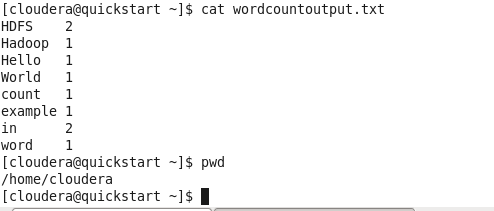 [cloudera@quickstart ~]$ cat wordcountoutput.txt
HDFS    2
Hadoop  1
Hello   1
World   1
count   1
example 1
in      2
word    1
[cloudera@quickstart ~]$ pwd
/home/cloudera
[cloudera@quickstart ~]$